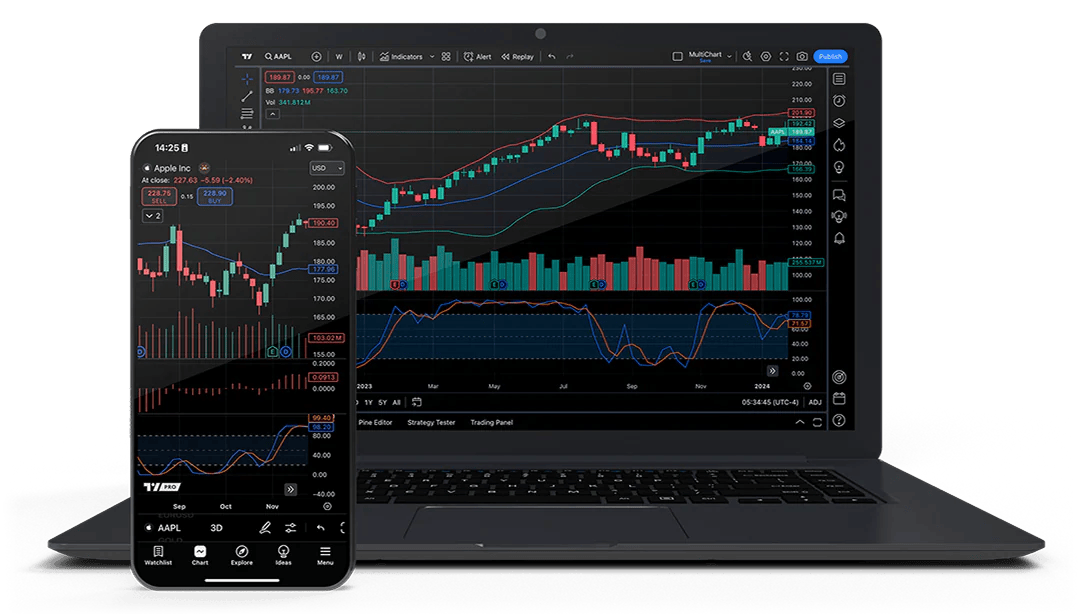 AAPL
W
Indicators
Alert
Replay
MultiChart
Save
Publish
189.87 0.00 189.87
BB 179.73 195.77 163.70
Vol 341.812M
220.00
210.00
201.90
192.42
AAPL 189.87
180.00
170.00
166.39
160.00
150.00
140.00
130.00
120.00
110.00
100.00
E D
E D
E D
E D
100.00
78.79
71.57
40.00
20.00
0.00
2023 Mar May Jul Sep Nov 2024
1Y 5Y All
05:34:45 (UTC-4) ADJ
Pine Editor Strategy Tester Trading Panel
14:25
Apple Inc
USD
At close: 227.63 −5.59 (−2.40%)
228.75 SELL
0.15
228.90 BUY
2
200.00
195.00
190.40
185.00
180.00
177.96
175.00
170.00
165.00
103.02M
155.00
0.2000
0.0913
0.0000
D
E D
99.40
98.20
80.00
40.00
0.00
−40.00
TV PRO
Sep Oct Nov
AAPL 3D
Watchlist Chart Explore Ideas Menu